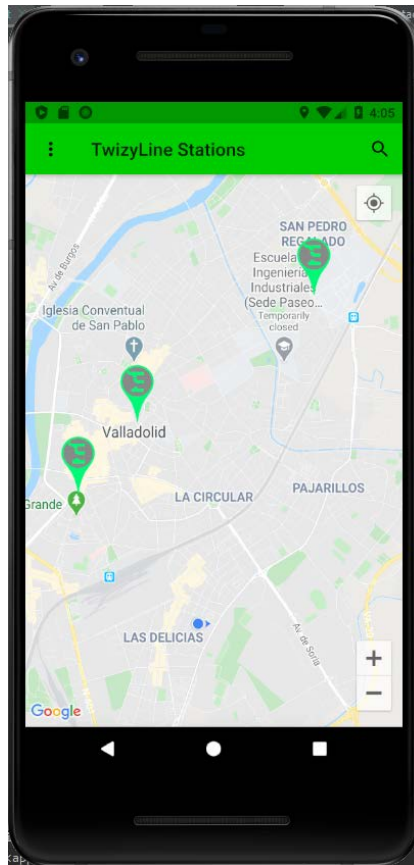 4:05
TwizyLine Stations
SAN PEDRO
REGALADO
Escuela
Ingenierías
Industriales
(Sede Paseo...
Temporarily
closed
Av de Burgos
Iglesia Conventual
de San Pablo
Valladolid
Grande
LA CIRCULAR
PAJARILLOS
LAS DELICIAS
Av. de Soria
Google